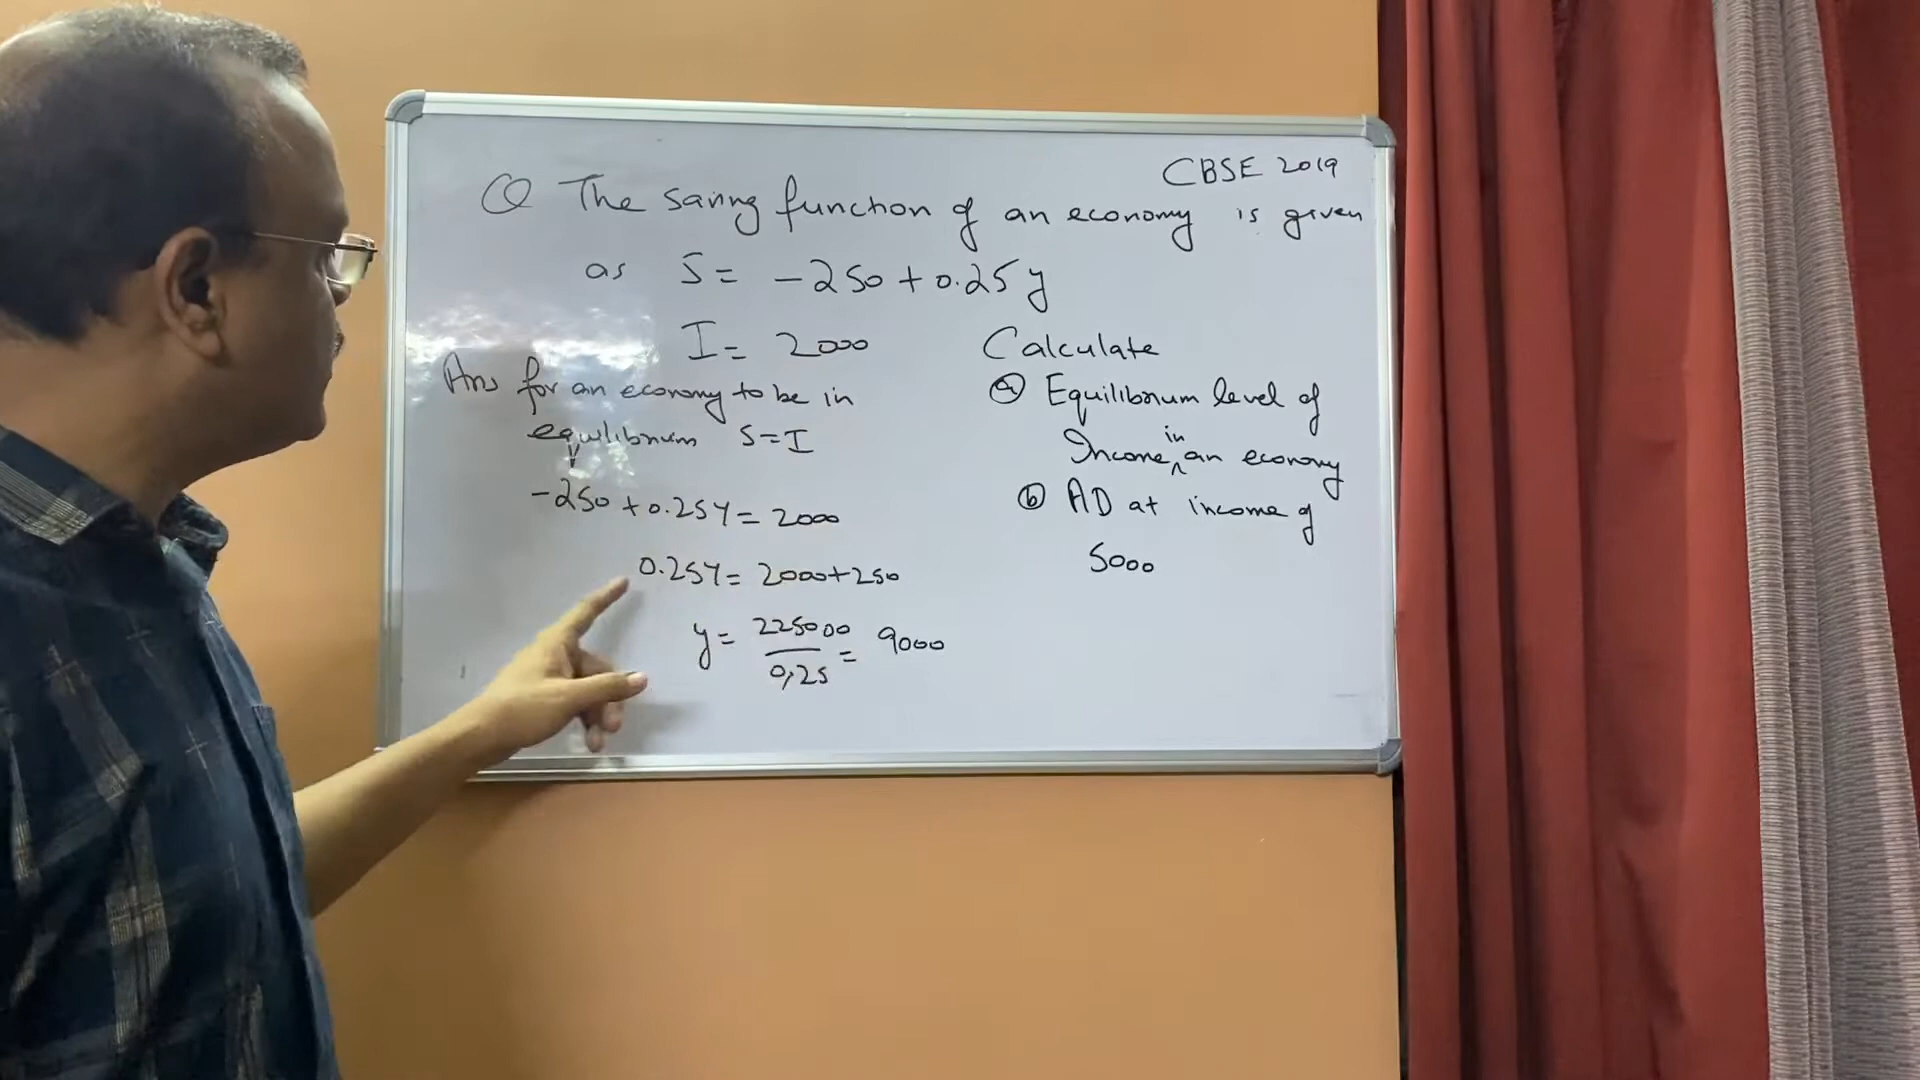 CBSE 2019
Q The saving function of an economy is given
as S = -250 + 0.25y
I = 2000
Ans for an economy to be in
equilibrium S=I
-250 + 0.25Y = 2000
0.25Y = 2000+250
y = 225000 / 0,25 = 9000
Calculate
(a) Equilibrium level of
Income in an economy
(b) AD at income of
5000